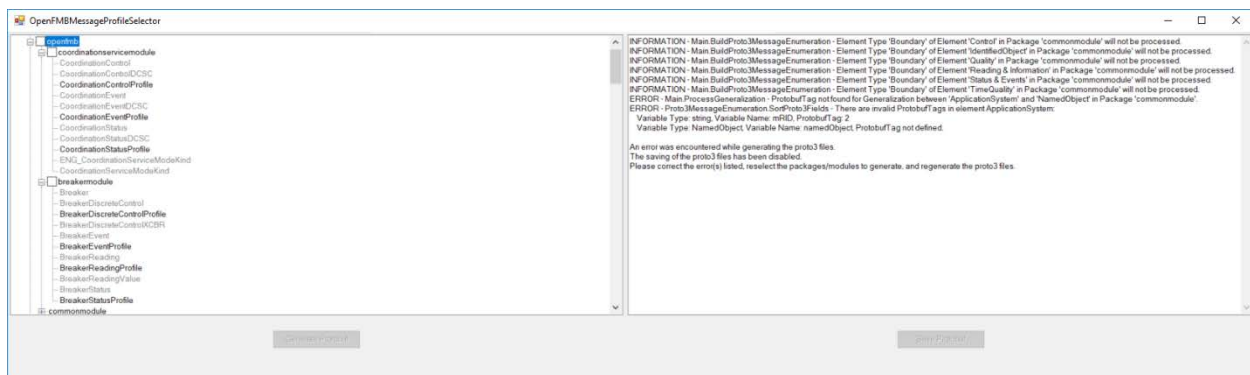 OpenFMBMessageProfileSelector
openfmb
coordinationservicemodule
CoordinationControl
CoordinationControlDCSC
CoordinationControlProfile
CoordinationEvent
CoordinationEventDCSC
CoordinationEventProfile
CoordinationStatus
CoordinationStatusDCSC
CoordinationStatusProfile
ENG_CoordinationServiceModeKind
CoordinationServiceModeKind
breakermodule
Breaker
BreakerDiscreteControl
BreakerDiscreteControlProfile
BreakerDiscreteControlXCBR
BreakerEvent
BreakerEventProfile
BreakerReading
BreakerReadingProfile
BreakerReadingValue
BreakerStatus
BreakerStatusProfile
commonmodule
INFORMATION - Main.BuildProto3MessageEnumeration - Element Type 'Boundary' of Element 'Control' in Package 'commonmodule' will not be processed.
INFORMATION - Main.BuildProto3MessageEnumeration - Element Type 'Boundary' of Element 'IdentifiedObject' in Package 'commonmodule' will not be processed.
INFORMATION - Main.BuildProto3MessageEnumeration - Element Type 'Boundary' of Element 'Quality' in Package 'commonmodule' will not be processed.
INFORMATION - Main.BuildProto3MessageEnumeration - Element Type 'Boundary' of Element 'Reading & Information' in Package 'commonmodule' will not be processed.
INFORMATION - Main.BuildProto3MessageEnumeration - Element Type 'Boundary' of Element 'Status & Events' in Package 'commonmodule' will not be processed.
INFORMATION - Main.BuildProto3MessageEnumeration - Element Type 'Boundary' of Element 'TimeQuality' in Package 'commonmodule' will not be processed.
ERROR - Main.ProcessGeneralization - ProtobufTag not found for Generalization between 'ApplicationSystem' and 'NamedObject' in Package 'commonmodule'.
ERROR - Proto3MessageEnumeration.SortProto3Fields - There are invalid ProtobufTags in element ApplicationSystem:
Variable Type: string, Variable Name: mRID, ProtobufTag: 2
Variable Type: NamedObject, Variable Name: namedObject, ProtobufTag not defined.
An error was encountered while generating the proto3 files.
The saving of the proto3 files has been disabled.
Please correct the error(s) listed, reselect the packages/modules to generate, and regenerate the proto3 files.